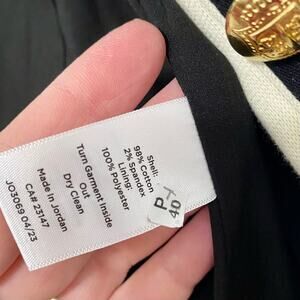 Shell:
98% Cotton
2% Spandex
Lining:
100% Polyester
Turn Garment Inside
Out
Dry Clean
Made in Jordan
CA# 23147
JO3069 04/23
40